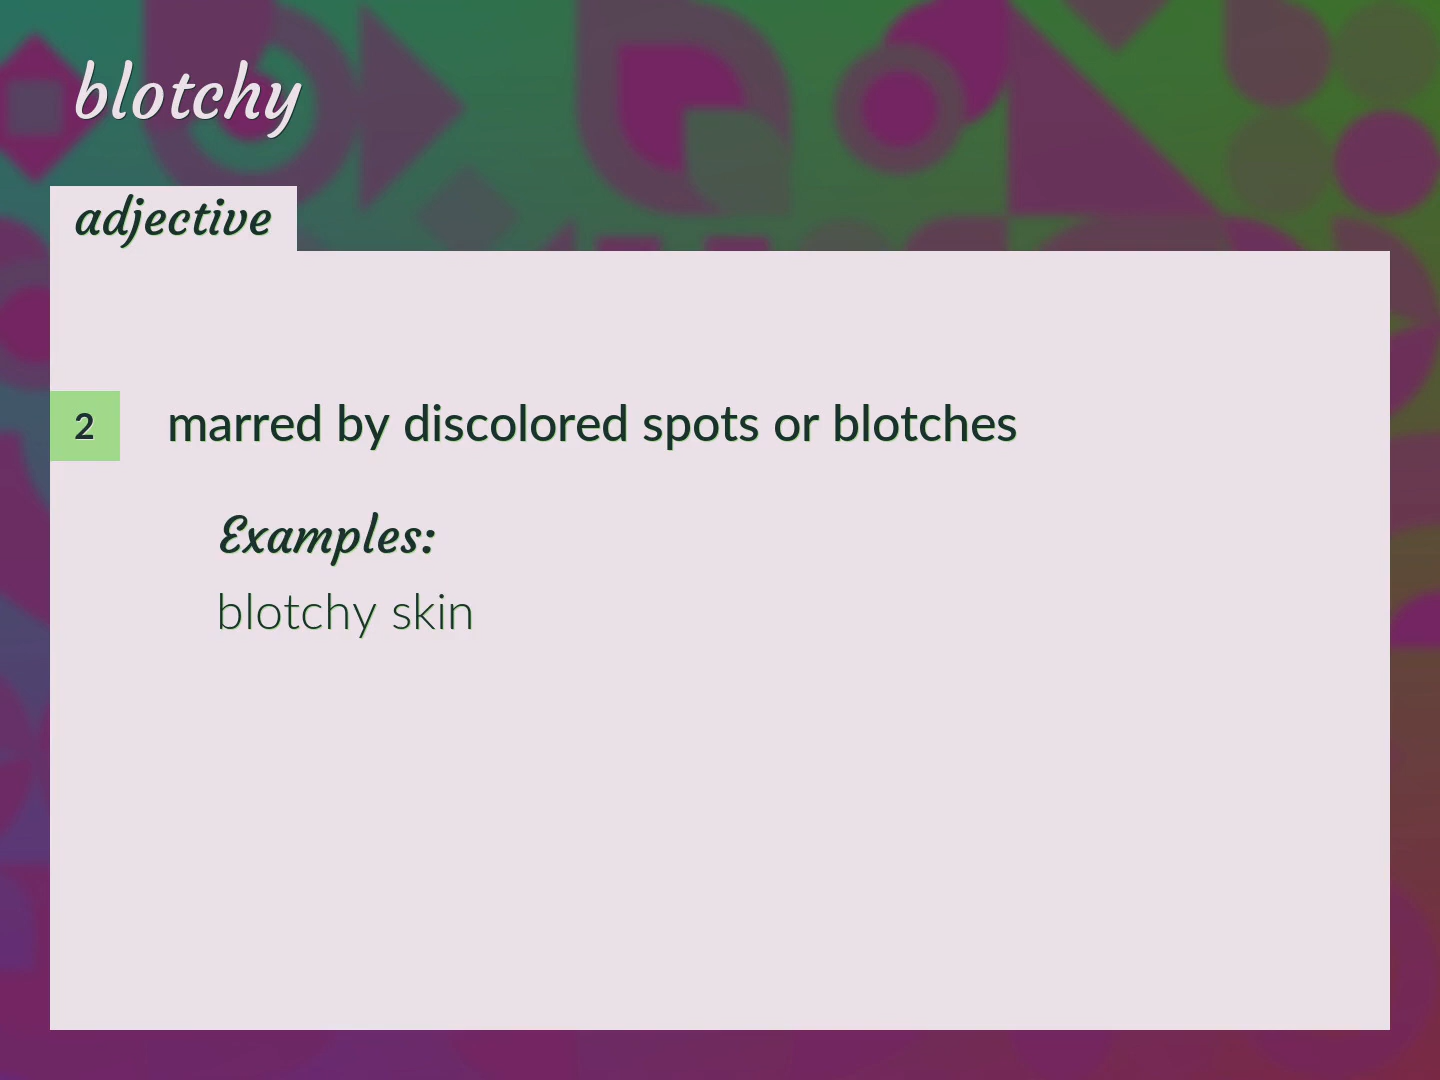 blotchy
adjective
2 marred by discolored spots or blotches
Examples:
blotchy skin